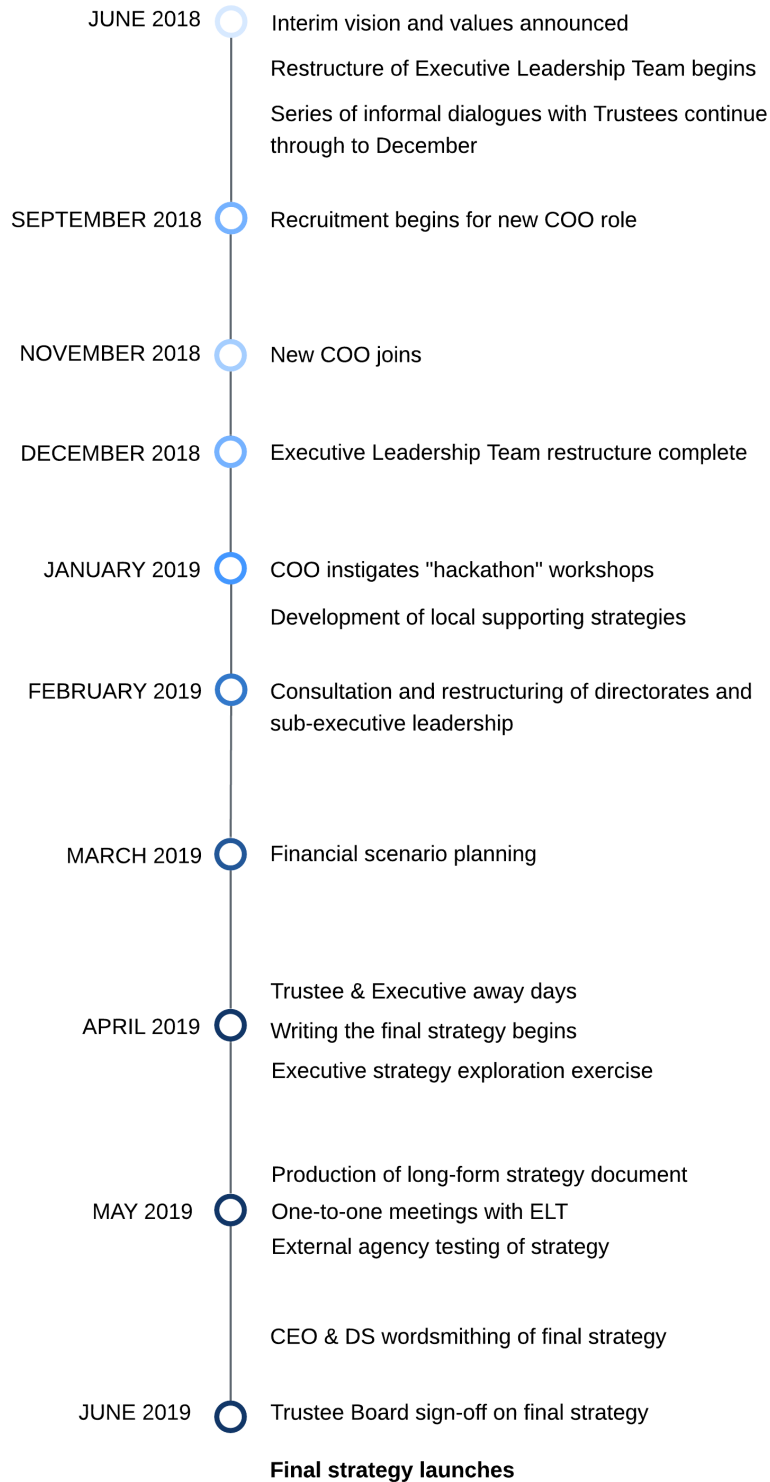 JUNE 2018
Interim vision and values announced
Restructure of Executive Leadership Team begins
Series of informal dialogues with Trustees continue
through to December
SEPTEMBER 2018
Recruitment begins for new COO role
NOVEMBER 2018
New COO joins
DECEMBER 2018
Executive Leadership Team restructure complete
JANUARY 2019
COO instigates "hackathon" workshops
Development of local supporting strategies
FEBRUARY 2019
Consultation and restructuring of directorates and
sub-executive leadership
MARCH 2019
Financial scenario planning
APRIL 2019
Trustee & Executive away days
Writing the final strategy begins
Executive strategy exploration exercise
MAY 2019
Production of long-form strategy document
One-to-one meetings with ELT
External agency testing of strategy
CEO & DS wordsmithing of final strategy
JUNE 2019
Trustee Board sign-off on final strategy
Final strategy launches